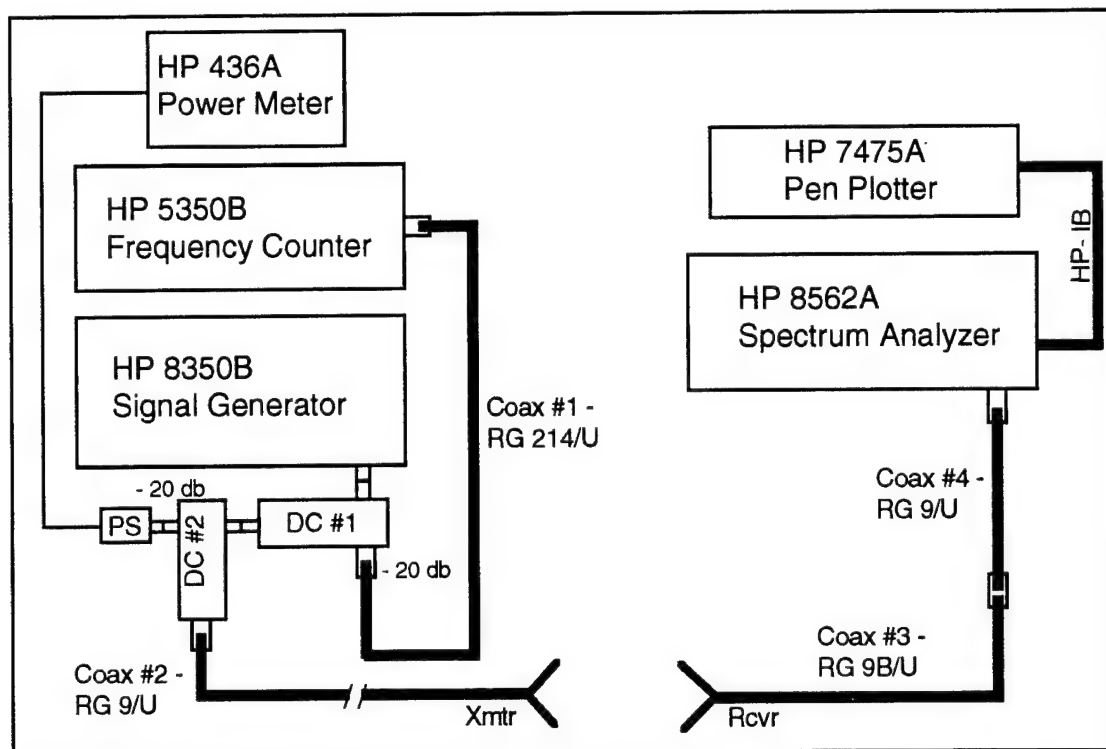 HP 436A
Power Meter
HP 5350B
Frequency Counter
HP 8350B
Signal Generator
- 20 db
PS
DC #2
DC #1
- 20 db
Coax #1 -
RG 214/U
Coax #2 -
RG 9/U
Xmtr
HP 7475A
Pen Plotter
HP- IB
HP 8562A
Spectrum Analyzer
Coax #4 -
RG 9/U
Coax #3 -
RG 9B/U
Rcvr